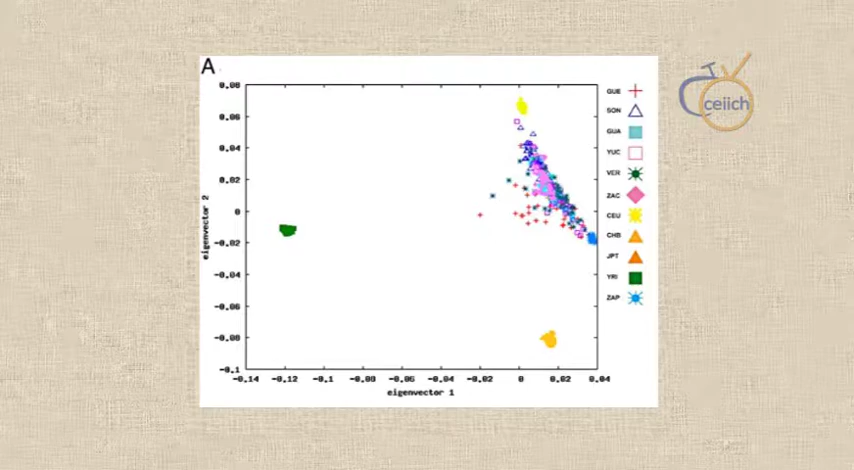 A
ceiich
0.08
0.06
0.04
0.02
0
-0.02
-0.04
-0.06
-0.08
-0.1
eigenvector 2
-0.14 -0.12 -0.1 -0.08 -0.06 -0.04 -0.02 0 0.02 0.04
eigenvector 1
GUE
SON
GUA
YUC
VER
ZAC
CEU
CHB
JPT
YRI
ZAP